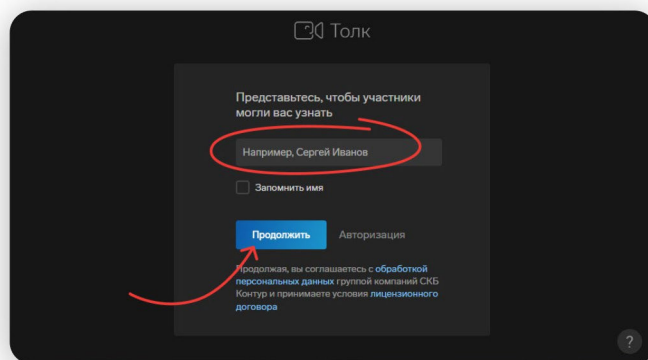 Толк
Представьтесь, чтобы участники
могли вас узнать
Например, Сергей Иванов
Запомнить имя
Продолжить Авторизация
Продолжая, вы соглашаетесь с обработкой
персональных данных группой компаний СКБ
Контур и принимаете условия лицензионного
договора
?